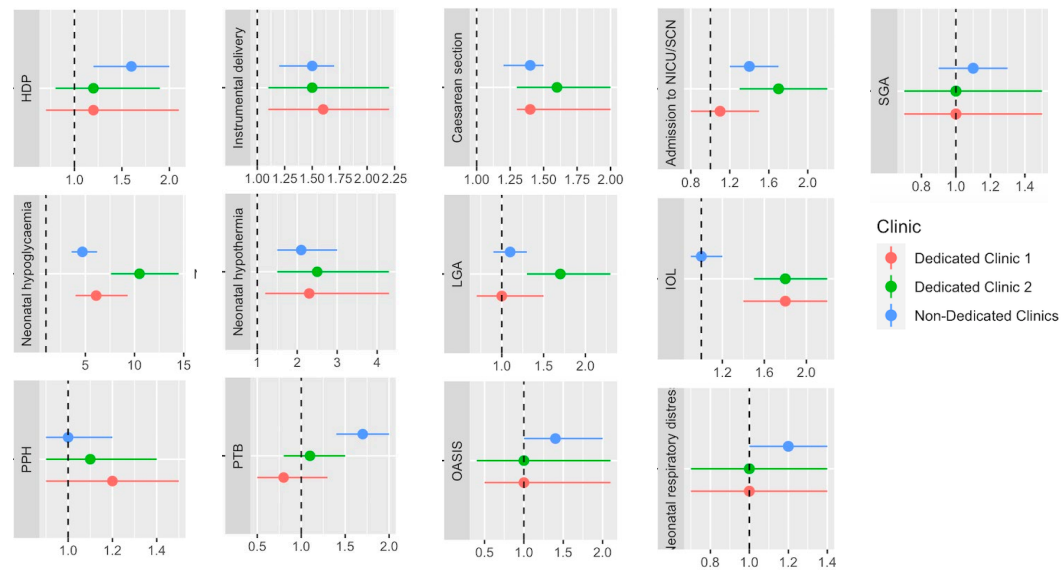 HDP
1.0 1.5 2.0
Instrumental delivery
1.00 1.25 1.50 1.75 2.00 2.25
Caesarean section
1.00 1.25 1.50 1.75 2.00
Admission to NICU/SCN
0.8 1.2 1.6 2.0
SGA
0.8 1.0 1.2 1.4
Neonatal hypoglycaemia
5 10 15
Neonatal hypothermia
1 2 3 4
LGA
1.0 1.5 2.0
IOL
1.2 1.6 2.0
Clinic
Dedicated Clinic 1
Dedicated Clinic 2
Non-Dedicated Clinics
PPH
1.0 1.2 1.4
PTB
0.5 1.0 1.5 2.0
OASIS
0.5 1.0 1.5 2.0
Neonatal respiratory distress
0.8 1.0 1.2 1.4